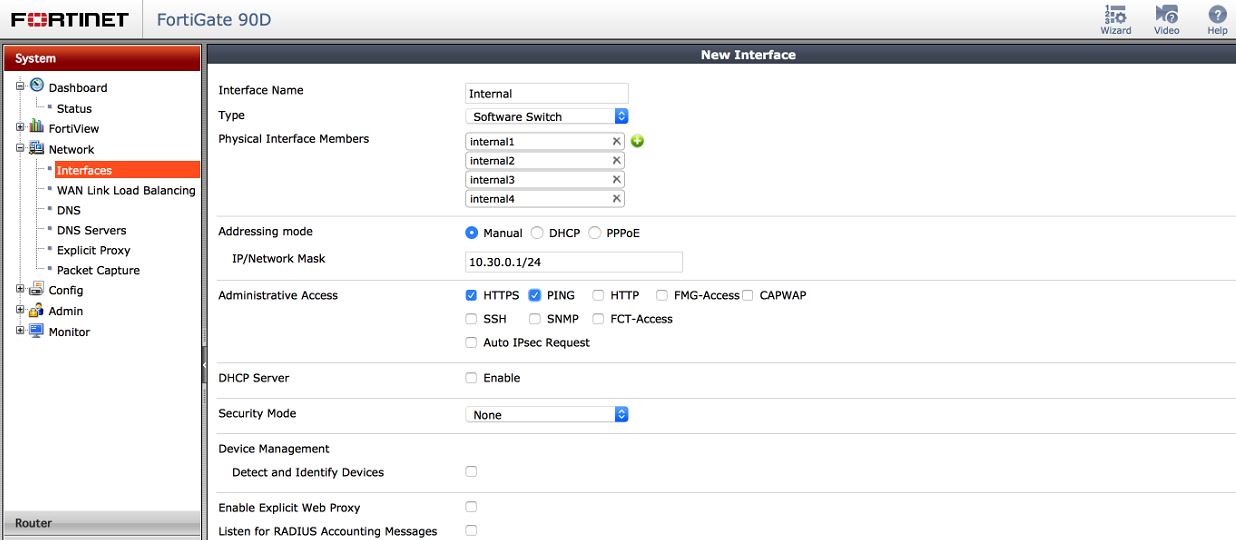 FORTINET FortiGate 90D Wizard Video Help
System
New Interface
Dashboard
Status
FortiView
Network
Interfaces
WAN Link Load Balancing
DNS
DNS Servers
Explicit Proxy
Packet Capture
Config
Admin
Monitor
Router
Interface Name Internal
Type Software Switch
Physical Interface Members internal1
internal2
internal3
internal4
Addressing mode Manual DHCP PPPoE
IP/Network Mask 10.30.0.1/24
Administrative Access HTTPS PING HTTP FMG-Access CAPWAP
SSH SNMP FCT-Access
Auto IPsec Request
DHCP Server Enable
Security Mode None
Device Management
Detect and Identify Devices
Enable Explicit Web Proxy
Listen for RADIUS Accounting Messages